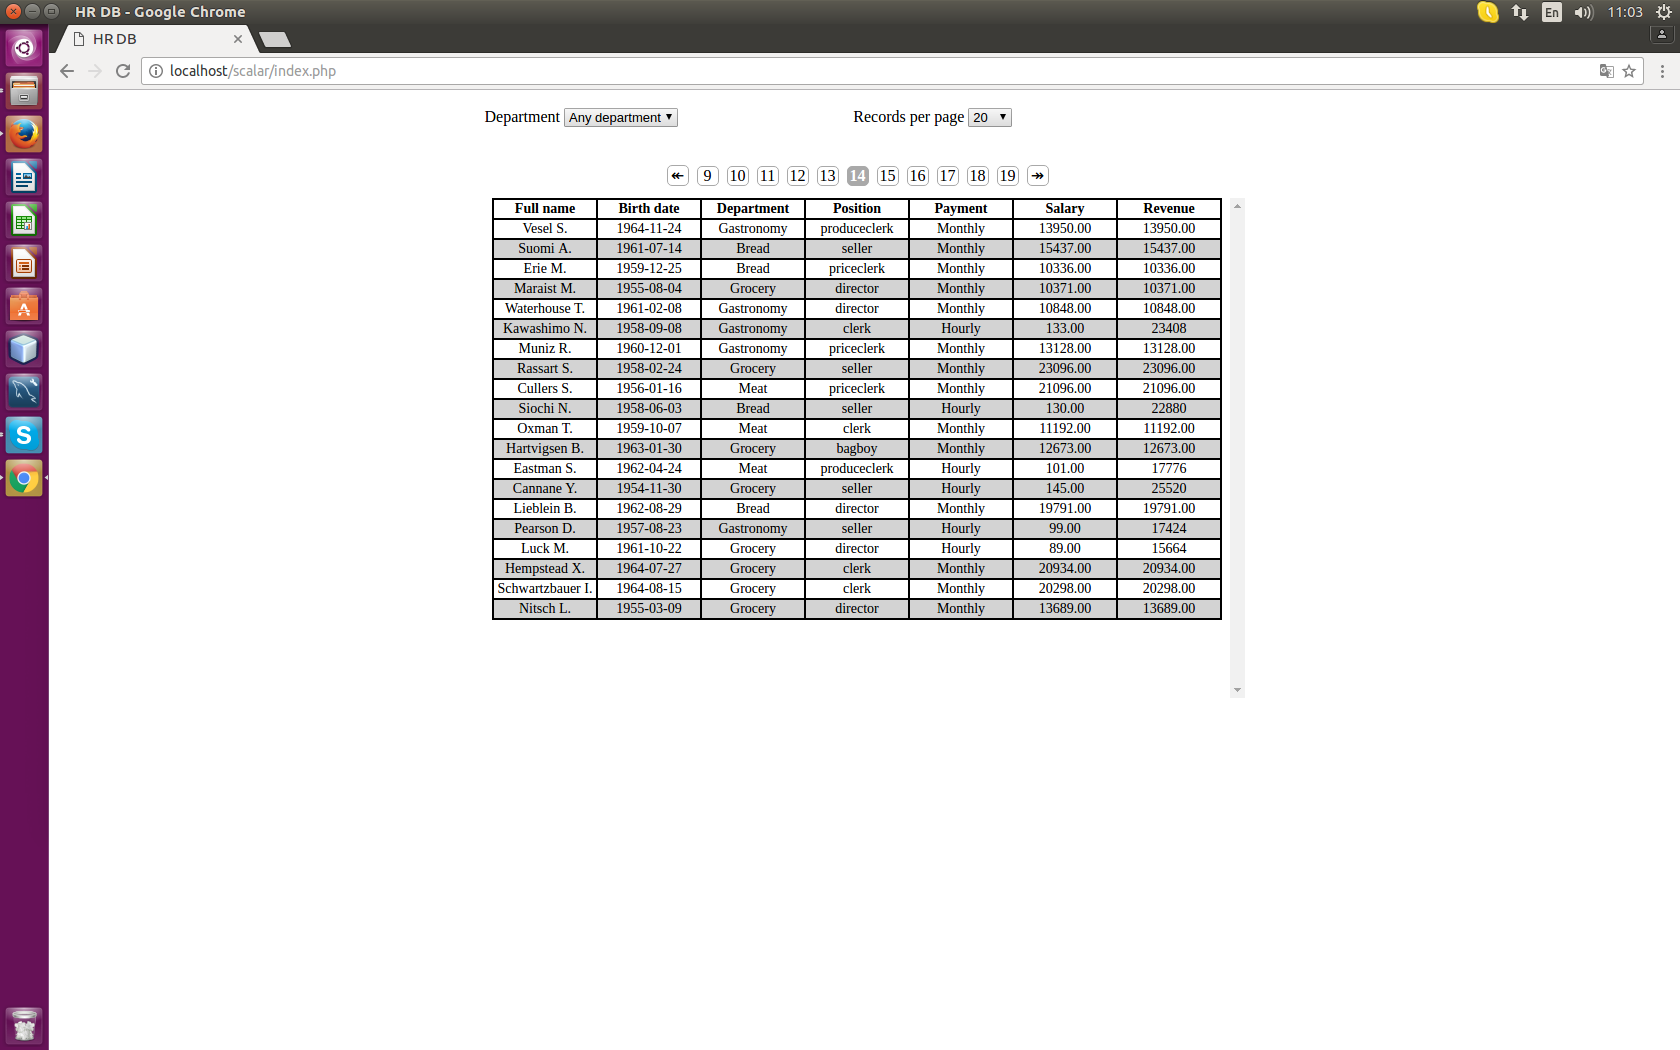 HR DB - Google Chrome
En
11:03
HR DB
localhost/scalar/index.php
Department Any department Records per page 20
↞ 9 10 11 12 13 14 15 16 17 18 19 ↠
Full name Birth date Department Position Payment Salary Revenue
Vesel S. 1964-11-24 Gastronomy produceclerk Monthly 13950.00 13950.00
Suomi A. 1961-07-14 Bread seller Monthly 15437.00 15437.00
Erie M. 1959-12-25 Bread priceclerk Monthly 10336.00 10336.00
Maraist M. 1955-08-04 Grocery director Monthly 10371.00 10371.00
Waterhouse T. 1961-02-08 Gastronomy director Monthly 10848.00 10848.00
Kawashimo N. 1958-09-08 Gastronomy clerk Hourly 133.00 23408
Muniz R. 1960-12-01 Gastronomy priceclerk Monthly 13128.00 13128.00
Rassart S. 1958-02-24 Grocery seller Monthly 23096.00 23096.00
Cullers S. 1956-01-16 Meat priceclerk Monthly 21096.00 21096.00
Siochi N. 1958-06-03 Bread seller Hourly 130.00 22880
Oxman T. 1959-10-07 Meat clerk Monthly 11192.00 11192.00
Hartvigsen B. 1963-01-30 Grocery bagboy Monthly 12673.00 12673.00
Eastman S. 1962-04-24 Meat produceclerk Hourly 101.00 17776
Cannane Y. 1954-11-30 Grocery seller Hourly 145.00 25520
Lieblein B. 1962-08-29 Bread director Monthly 19791.00 19791.00
Pearson D. 1957-08-23 Gastronomy seller Hourly 99.00 17424
Luck M. 1961-10-22 Grocery director Hourly 89.00 15664
Hempstead X. 1964-07-27 Grocery clerk Monthly 20934.00 20934.00
Schwartzbauer I. 1964-08-15 Grocery clerk Monthly 20298.00 20298.00
Nitsch L. 1955-03-09 Grocery director Monthly 13689.00 13689.00